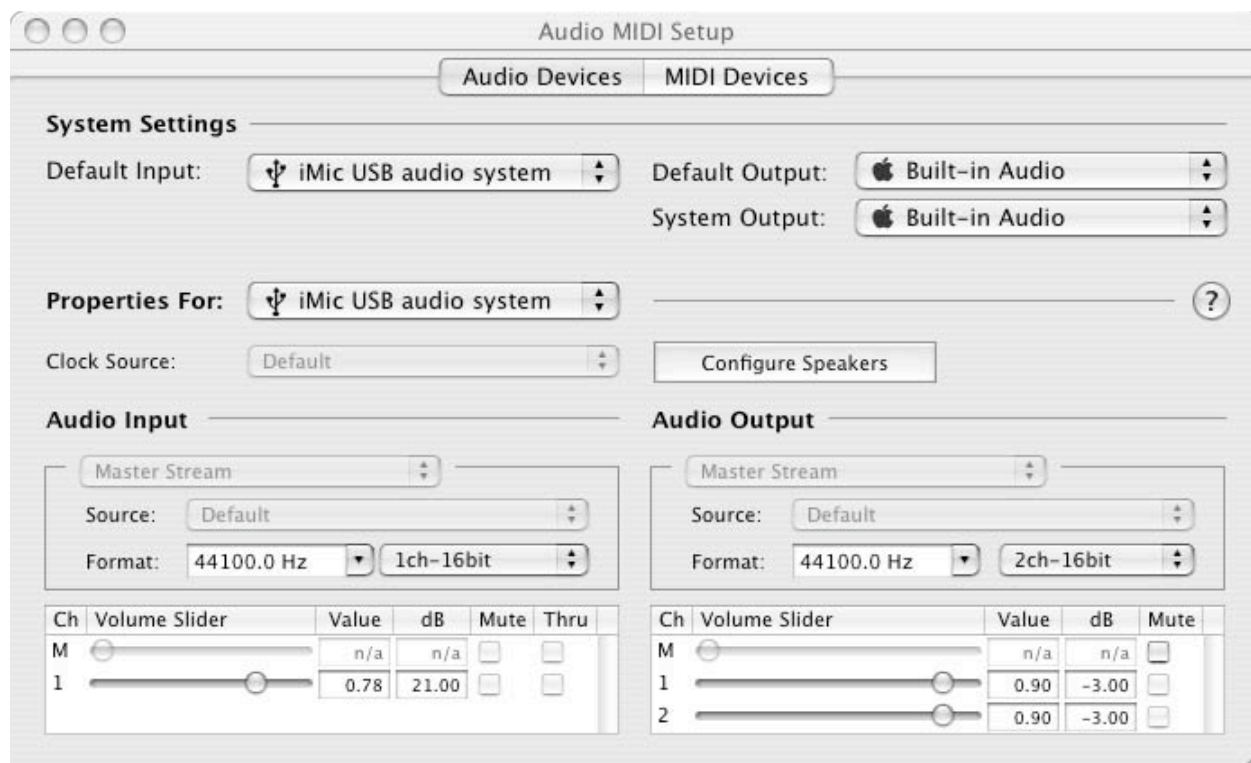 Audio MIDI Setup
Audio Devices MIDI Devices
System Settings
Default Input: iMic USB audio system
Default Output: Built-in Audio
System Output: Built-in Audio
Properties For: iMic USB audio system
?
Clock Source: Default
Configure Speakers
Audio Input
Master Stream
Source: Default
Format: 44100.0 Hz 1ch-16bit
Ch Volume Slider Value dB Mute Thru
M n/a n/a
1 0.78 21.00
Audio Output
Master Stream
Source: Default
Format: 44100.0 Hz 2ch-16bit
Ch Volume Slider Value dB Mute
M n/a n/a
1 0.90 -3.00
2 0.90 -3.00